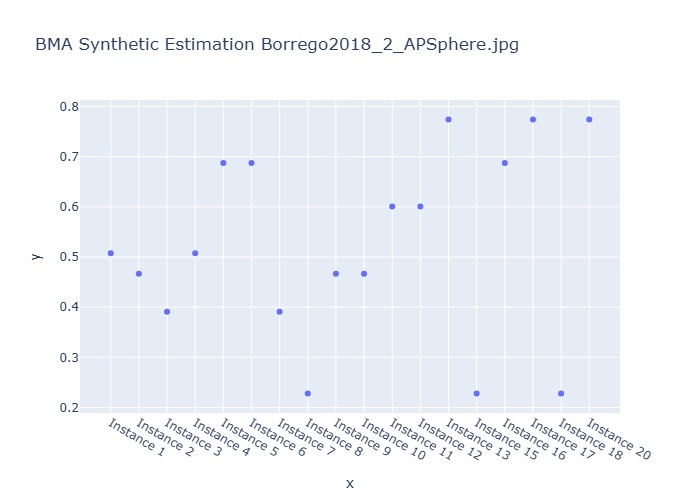 BMA Synthetic Estimation Borrego2018_2_APSphere.jpg
0.8
0.7
0.6
0.5
0.4
0.3
0.2
y
Instance 1
Instance 2
Instance 3
Instance 4
Instance 5
Instance 6
Instance 7
Instance 8
Instance 9
Instance 10
Instance 11
Instance 12
Instance 13
Instance 15
Instance 16
Instance 17
Instance 18
Instance 20
x